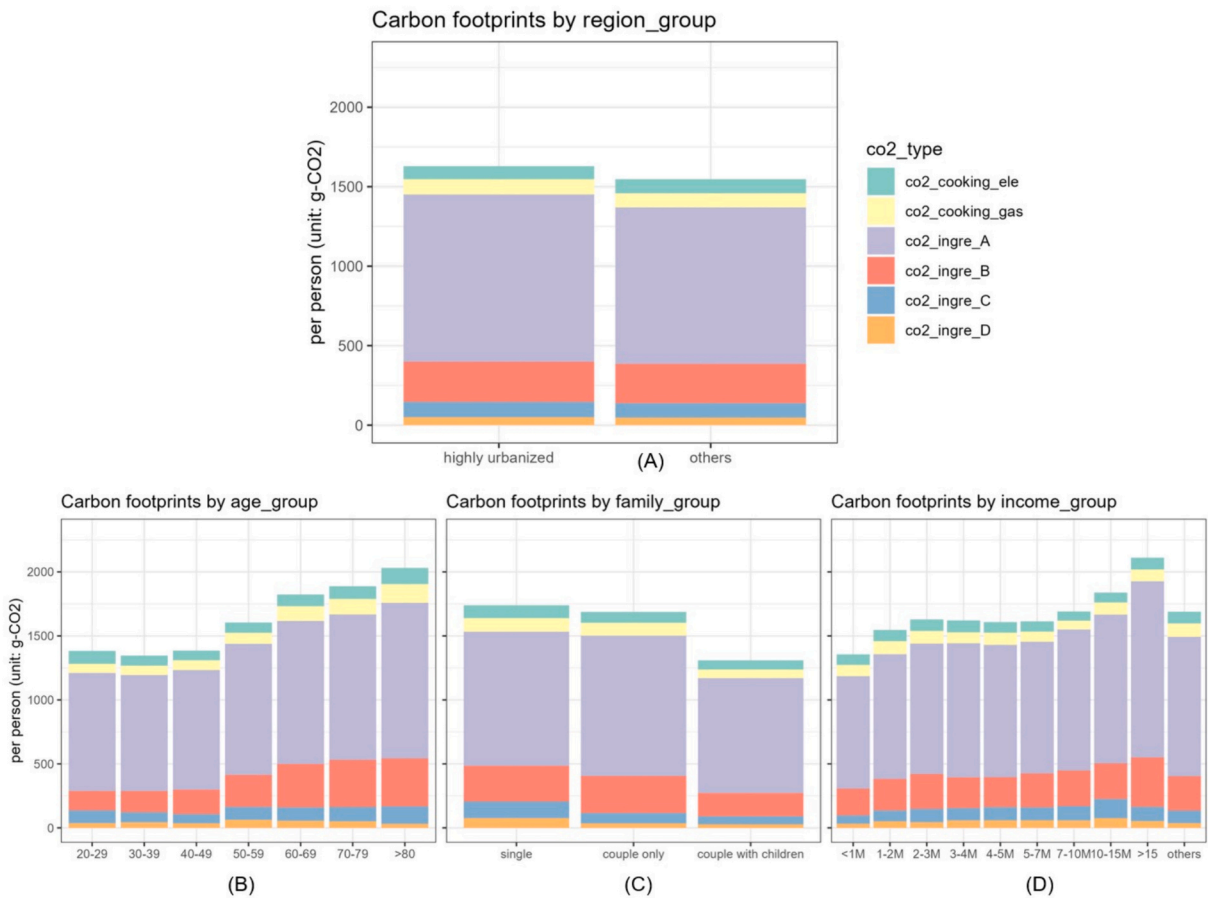 Carbon footprints by region_group
per person (unit: g-CO2)
2000
1500
1000
500
0
highly urbanized
others
(A)
co2_type
co2_cooking_ele
co2_cooking_gas
co2_ingre_A
co2_ingre_B
co2_ingre_C
co2_ingre_D
Carbon footprints by age_group
per person (unit: g-CO2)
2000
1500
1000
500
0
20-29 30-39 40-49 50-59 60-69 70-79 >80
(B)
Carbon footprints by family_group
single couple only couple with children
(C)
Carbon footprints by income_group
<1M 1-2M 2-3M 3-4M 4-5M 5-7M 7-10M 10-15M >15 others
(D)